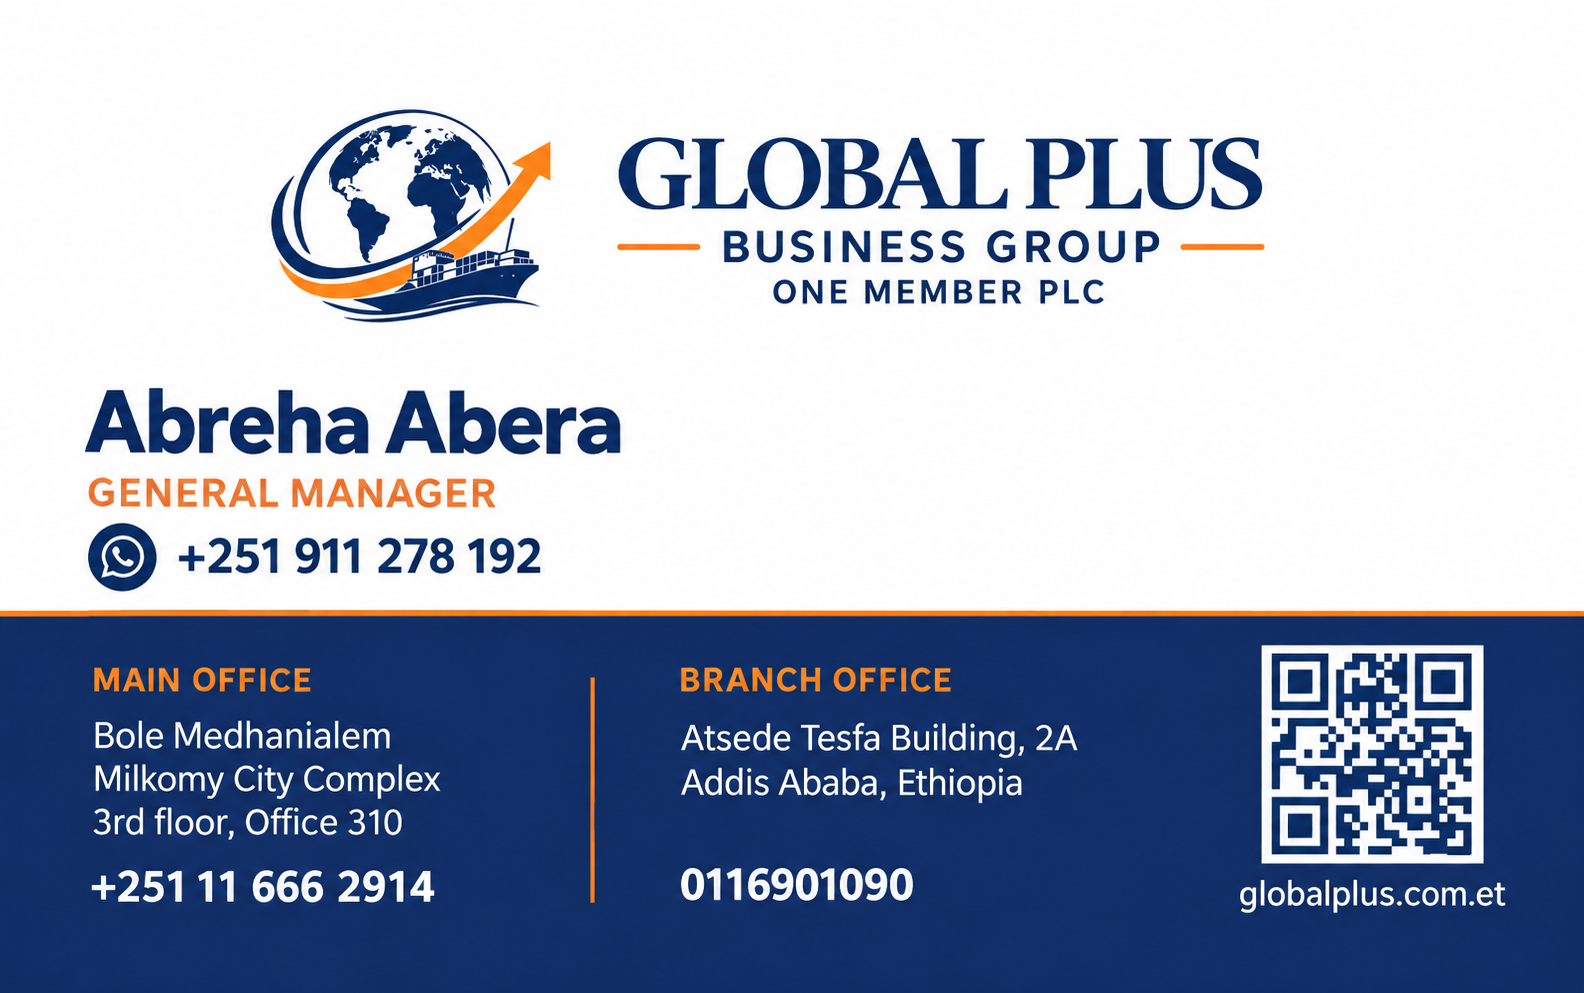 GLOBAL PLUS
BUSINESS GROUP
ONE MEMBER PLC
Abreha Abera
GENERAL MANAGER
+251 911 278 192
MAIN OFFICE
Bole Medhanialem
Milkomy City Complex
3rd floor, Office 310
+251 11 666 2914
BRANCH OFFICE
Atsede Tesfa Building, 2A
Addis Ababa, Ethiopia
0116901090
globalplus.com.et